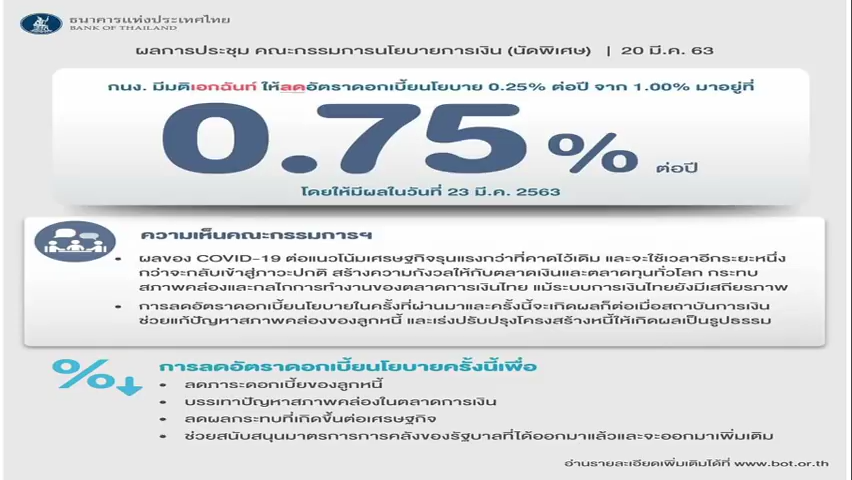 ธนาคารแห่งประเทศไทย
BANK OF THAILAND
ผลการประชุม คณะกรรมการนโยบายการเงิน (นัดพิเศษ) | 20 มี.ค. 63
กนง. มีมติเอกฉันท์ ให้ลดอัตราดอกเบี้ยนโยบาย 0.25% ต่อปี จาก 1.00% มาอยู่ที่
0.75% ต่อปี
โดยให้มีผลในวันที่ 23 มี.ค. 2563
ความเห็นคณะกรรมการฯ
• ผลของ COVID-19 ต่อแนวโน้มเศรษฐกิจรุนแรงกว่าที่คาดไว้เดิม และจะใช้เวลาอีกระยะหนึ่ง
กว่าจะกลับเข้าสู่ภาวะปกติ สร้างความกังวลให้กับตลาดเงินและตลาดทุนทั่วโลก กระทบ
สภาพคล่องและกลไกการทำงานของตลาดการเงินไทย แม้ระบบการเงินไทยยังมีเสถียรภาพ
• การลดอัตราดอกเบี้ยนโยบายในครั้งที่ผ่านมาและครั้งนี้จะเกิดผลก็ต่อเมื่อสถาบันการเงิน
ช่วยแก้ปัญหาสภาพคล่องของลูกหนี้ และเร่งปรับปรุงโครงสร้างหนี้ให้เกิดผลเป็นรูปธรรม
% การลดอัตราดอกเบี้ยนโยบายครั้งนี้เพื่อ
• ลดภาระดอกเบี้ยของลูกหนี้
• บรรเทาปัญหาสภาพคล่องในตลาดการเงิน
• ลดผลกระทบที่เกิดขึ้นต่อเศรษฐกิจ
• ช่วยสนับสนุนมาตรการการคลังของรัฐบาลที่ได้ออกมาแล้วและจะออกมาเพิ่มเติม
อ่านรายละเอียดเพิ่มเติมได้ที่ www.bot.or.th